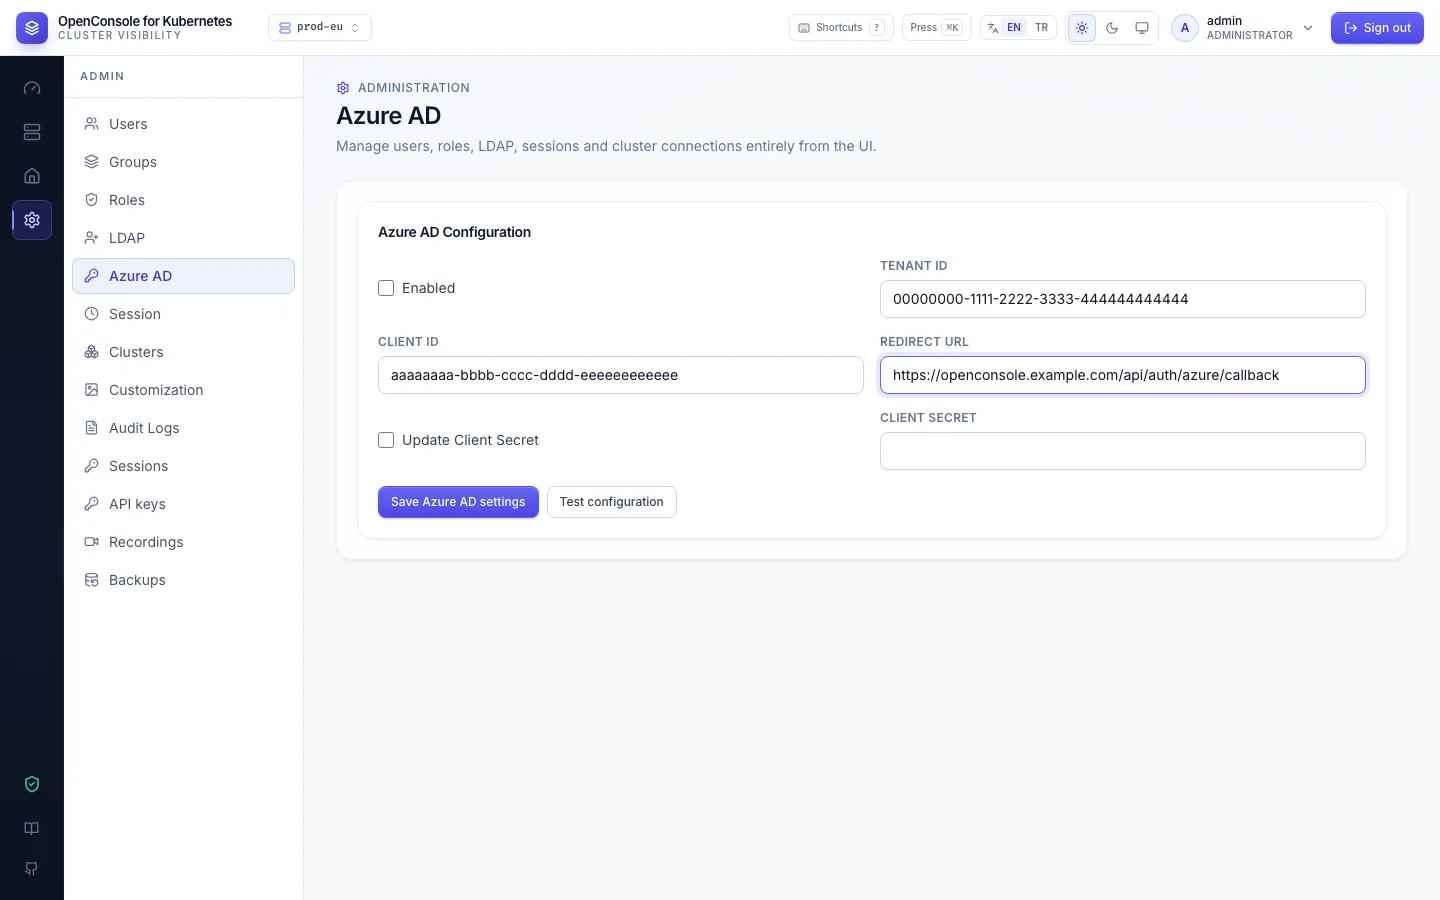 OpenConsole for Kubernetes
CLUSTER VISIBILITY
prod-eu
Shortcuts ?
Press ⌘K
EN
TR
A
admin
ADMINISTRATOR
Sign out
ADMIN
Users
Groups
Roles
LDAP
Azure AD
Session
Clusters
Customization
Audit Logs
Sessions
API keys
Recordings
Backups
ADMINISTRATION
Azure AD
Manage users, roles, LDAP, sessions and cluster connections entirely from the UI.
Azure AD Configuration
Enabled
TENANT ID
00000000-1111-2222-3333-444444444444
CLIENT ID
aaaaaaaa-bbbb-cccc-dddd-eeeeeeeeeeee
REDIRECT URL
https://openconsole.example.com/api/auth/azure/callback
Update Client Secret
CLIENT SECRET
Save Azure AD settings
Test configuration